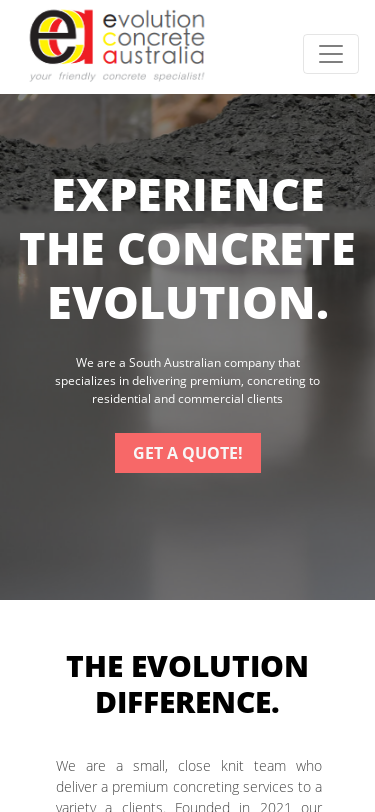 evolution
concrete
australia
your friendly concrete specialist!
EXPERIENCE
THE CONCRETE
EVOLUTION.
We are a South Australian company that
specializes in delivering premium, concreting to
residential and commercial clients
GET A QUOTE!
THE EVOLUTION
DIFFERENCE.
We are a small, close knit team who
deliver a premium concreting services to a
variety a clients. Founded in 2021 our